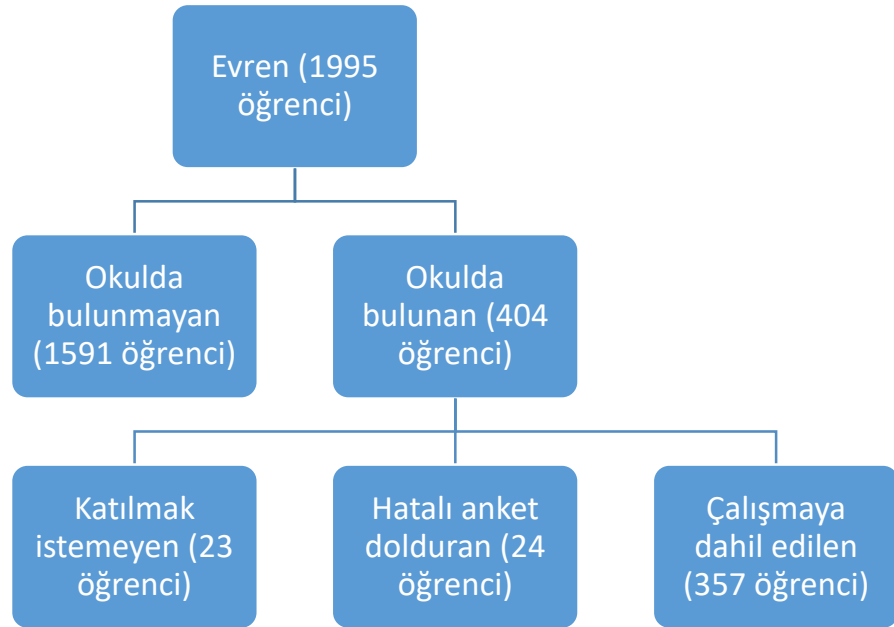 Evren (1995
öğrenci)
Okulda
bulunmayan
(1591 öğrenci)
Okulda
bulunan (404
öğrenci)
Katılmak
istemeyen (23
öğrenci)
Hatalı anket
dolduran (24
öğrenci)
Çalışmaya
dahil edilen
(357 öğrenci)